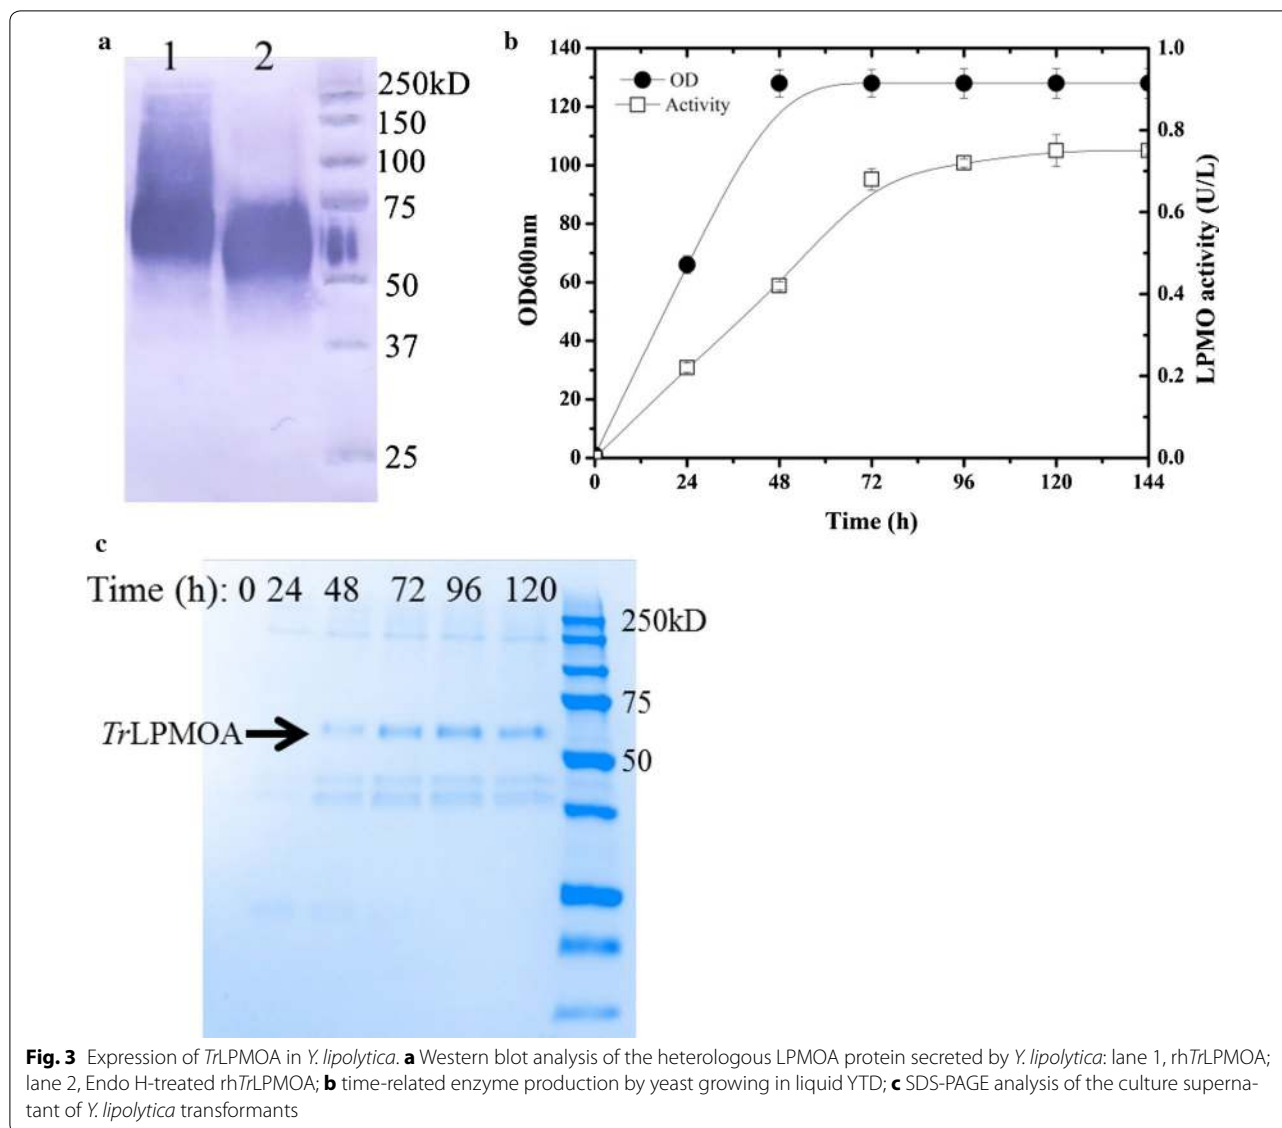 a
1 2
250kD
150
100
75
50
37
25
b
140
120
100
80
60
40
20
0
OD600nm
OD
Activity
1.0
0.8
0.6
0.4
0.2
0.0
LPMO activity (U/L)
0 24 48 72 96 120 144
Time (h)
c
Time (h): 0 24 48 72 96 120
250kD
75
TrLPMOA
50
Fig. 3 Expression of TrLPMOA in Y. lipolytica. a Western blot analysis of the heterologous LPMOA protein secreted by Y. lipolytica: lane 1, rhTrLPMOA;
lane 2, Endo H-treated rhTrLPMOA; b time-related enzyme production by yeast growing in liquid YTD; c SDS-PAGE analysis of the culture superna-
tant of Y. lipolytica transformants